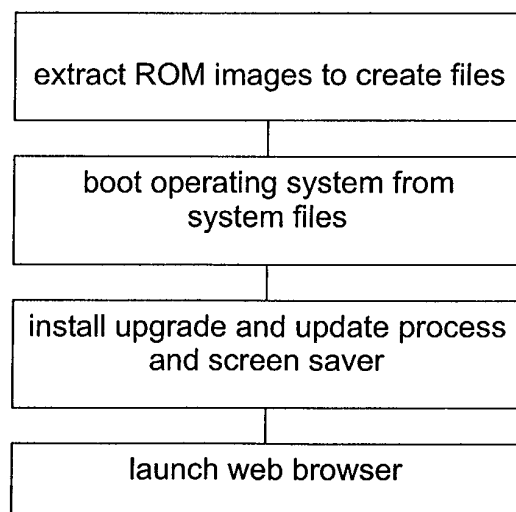 extract ROM images to create files
boot operating system from
system files
install upgrade and update process
and screen saver
launch web browser